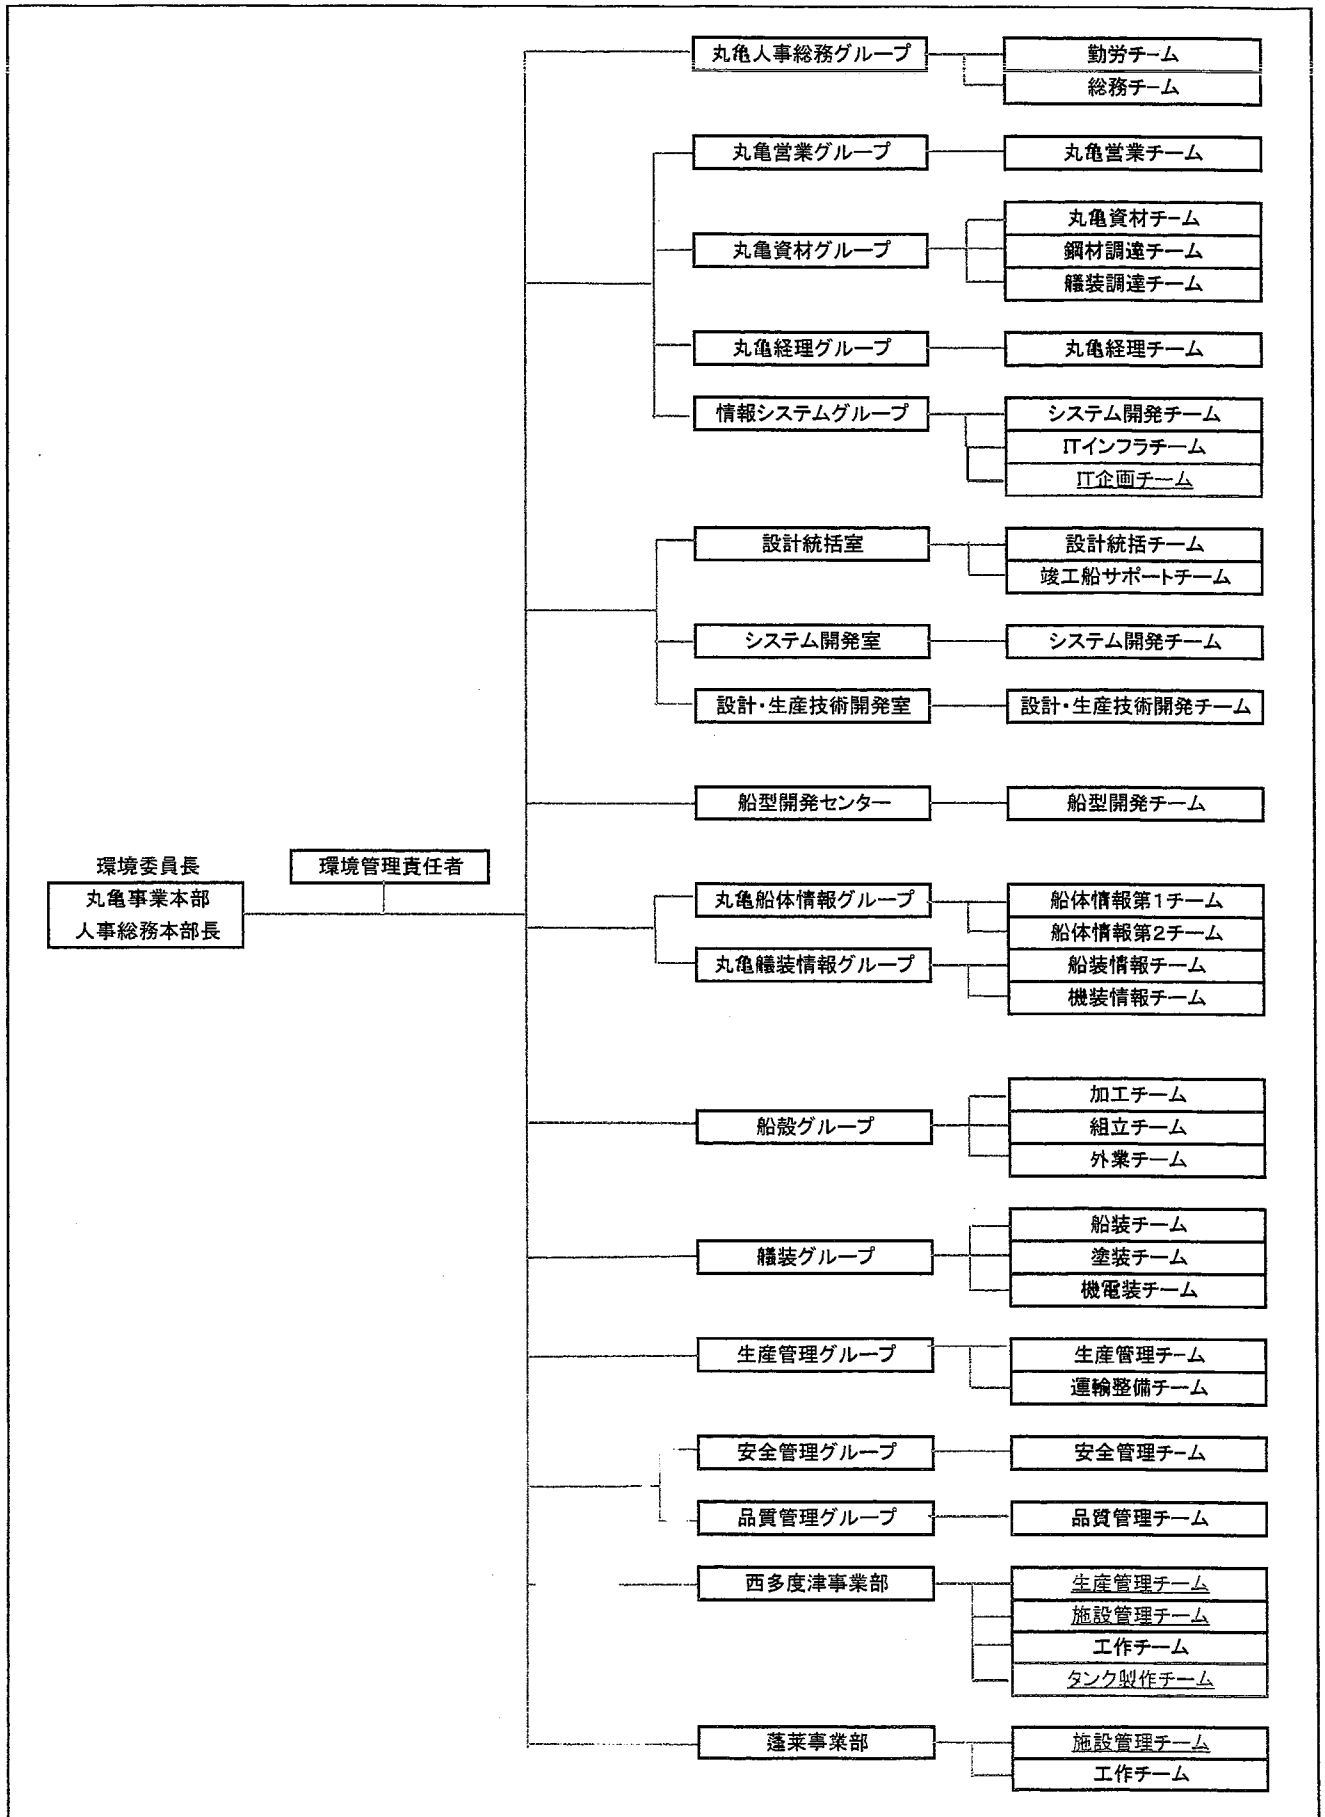 丸亀人事総務グループ
勤労チーム
総務チーム
丸亀営業グループ
丸亀営業チーム
丸亀資材グループ
丸亀資材チーム
鋼材調達チーム
艤装調達チーム
丸亀経理グループ
丸亀経理チーム
情報システムグループ
システム開発チーム
ITインフラチーム
IT企画チーム
設計統括室
設計統括チーム
竣工船サポートチーム
システム開発室
システム開発チーム
設計・生産技術開発室
設計・生産技術開発チーム
船型開発センター
船型開発チーム
環境委員長
丸亀事業本部
人事総務本部長
環境管理責任者
丸亀船体情報グループ
船体情報第1チーム
船体情報第2チーム
丸亀艤装情報グループ
船装情報チーム
機装情報チーム
船殻グループ
加工チーム
組立チーム
外業チーム
艤装グループ
船装チーム
塗装チーム
機電装チーム
生産管理グループ
生産管理チーム
運輸整備チーム
安全管理グループ
安全管理チーム
品質管理グループ
品質管理チーム
西多度津事業部
生産管理チーム
施設管理チーム
工作チーム
タンク製作チーム
蓬莱事業部
施設管理チーム
工作チーム